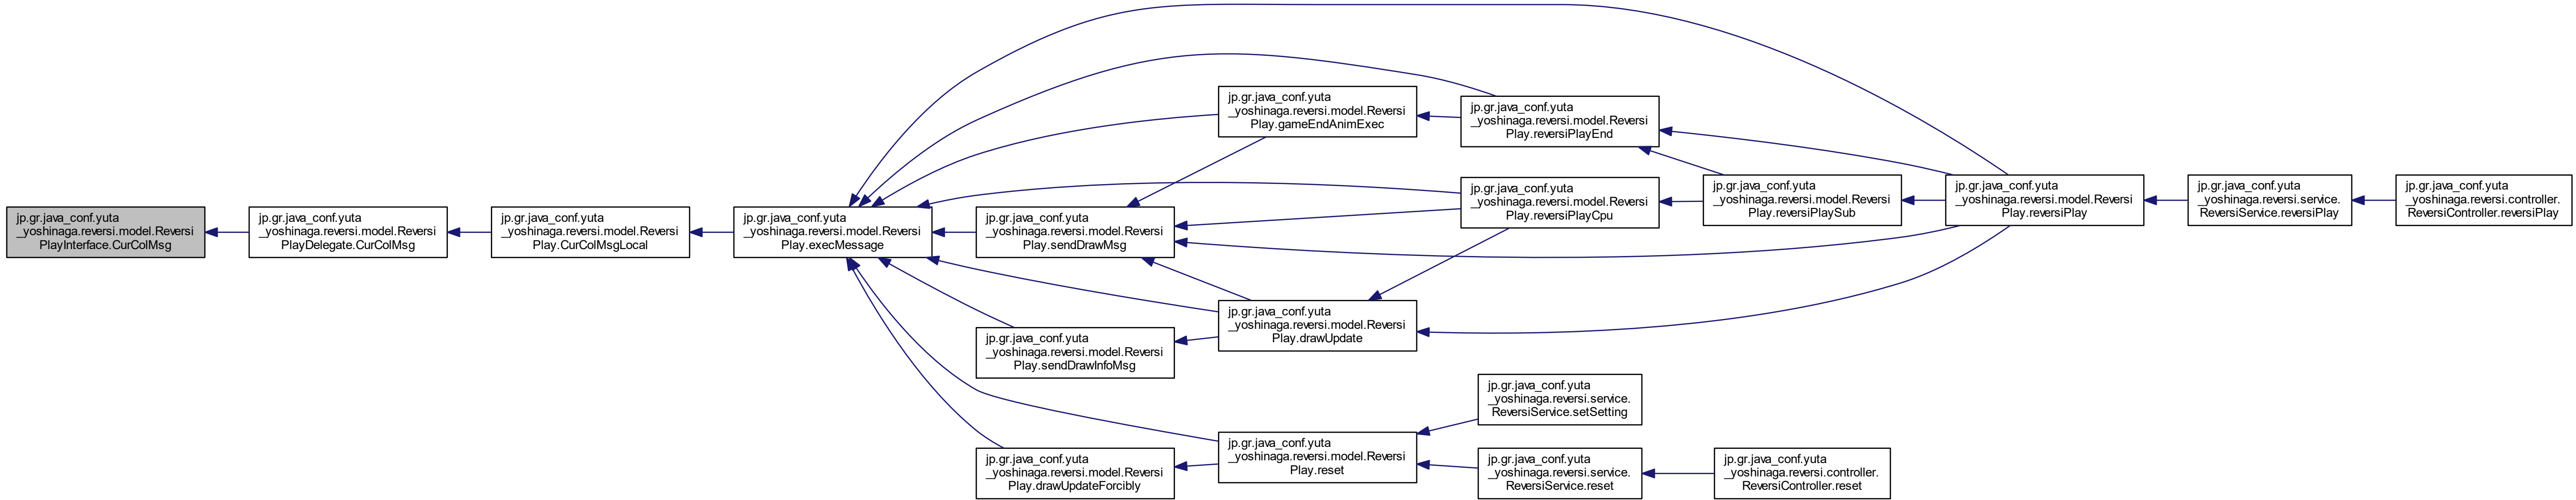 jp.gr.java_conf.yuta
_yoshinaga.reversi.model.Reversi
PlayInterface.CurColMsg
jp.gr.java_conf.yuta
_yoshinaga.reversi.model.Reversi
PlayDelegate.CurColMsg
jp.gr.java_conf.yuta
_yoshinaga.reversi.model.Reversi
Play.CurColMsgLocal
jp.gr.java_conf.yuta
_yoshinaga.reversi.model.Reversi
Play.execMessage
jp.gr.java_conf.yuta
_yoshinaga.reversi.model.Reversi
Play.gameEndAnimExec
jp.gr.java_conf.yuta
_yoshinaga.reversi.model.Reversi
Play.reversiPlayEnd
jp.gr.java_conf.yuta
_yoshinaga.reversi.model.Reversi
Play.sendDrawMsg
jp.gr.java_conf.yuta
_yoshinaga.reversi.model.Reversi
Play.reversiPlayCpu
jp.gr.java_conf.yuta
_yoshinaga.reversi.model.Reversi
Play.reversiPlaySub
jp.gr.java_conf.yuta
_yoshinaga.reversi.model.Reversi
Play.reversiPlay
jp.gr.java_conf.yuta
_yoshinaga.reversi.service.
ReversiService.reversiPlay
jp.gr.java_conf.yuta
_yoshinaga.reversi.controller.
ReversiController.reversiPlay
jp.gr.java_conf.yuta
_yoshinaga.reversi.model.Reversi
Play.drawUpdate
jp.gr.java_conf.yuta
_yoshinaga.reversi.model.Reversi
Play.sendDrawInfoMsg
jp.gr.java_conf.yuta
_yoshinaga.reversi.service.
ReversiService.setSetting
jp.gr.java_conf.yuta
_yoshinaga.reversi.model.Reversi
Play.reset
jp.gr.java_conf.yuta
_yoshinaga.reversi.model.Reversi
Play.drawUpdateForcibly
jp.gr.java_conf.yuta
_yoshinaga.reversi.service.
ReversiService.reset
jp.gr.java_conf.yuta
_yoshinaga.reversi.controller.
ReversiController.reset